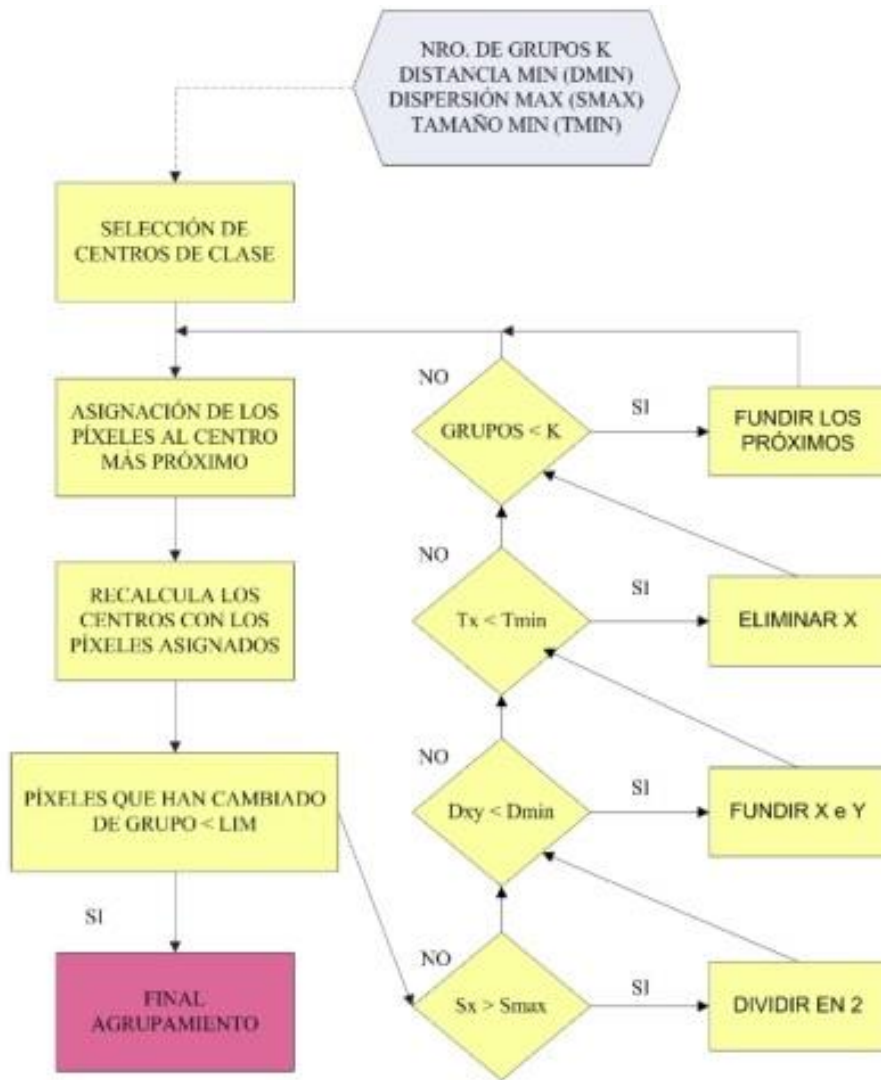 NRO. DE GRUPOS K
DISTANCIA MIN (DMIN)
DISPERSIÓN MAX (SMAX)
TAMAÑO MIN (TMIN)
SELECCIÓN DE
CENTROS DE CLASE
ASIGNACIÓN DE LOS
PÍXELES AL CENTRO
MÁS PRÓXIMO
RECALCULA LOS
CENTROS CON LOS
PÍXELES ASIGNADOS
PÍXELES QUE HAN CAMBIADO
DE GRUPO < LIM
SI
FINAL
AGRUPAMIENTO
NO
GRUPOS < K
SI
FUNDIR LOS
PRÓXIMOS
NO
Tx < Tmin
SI
ELIMINAR X
NO
Dxy < Dmin
SI
FUNDIR X e Y
NO
Sx > Smax
SI
DIVIDIR EN 2